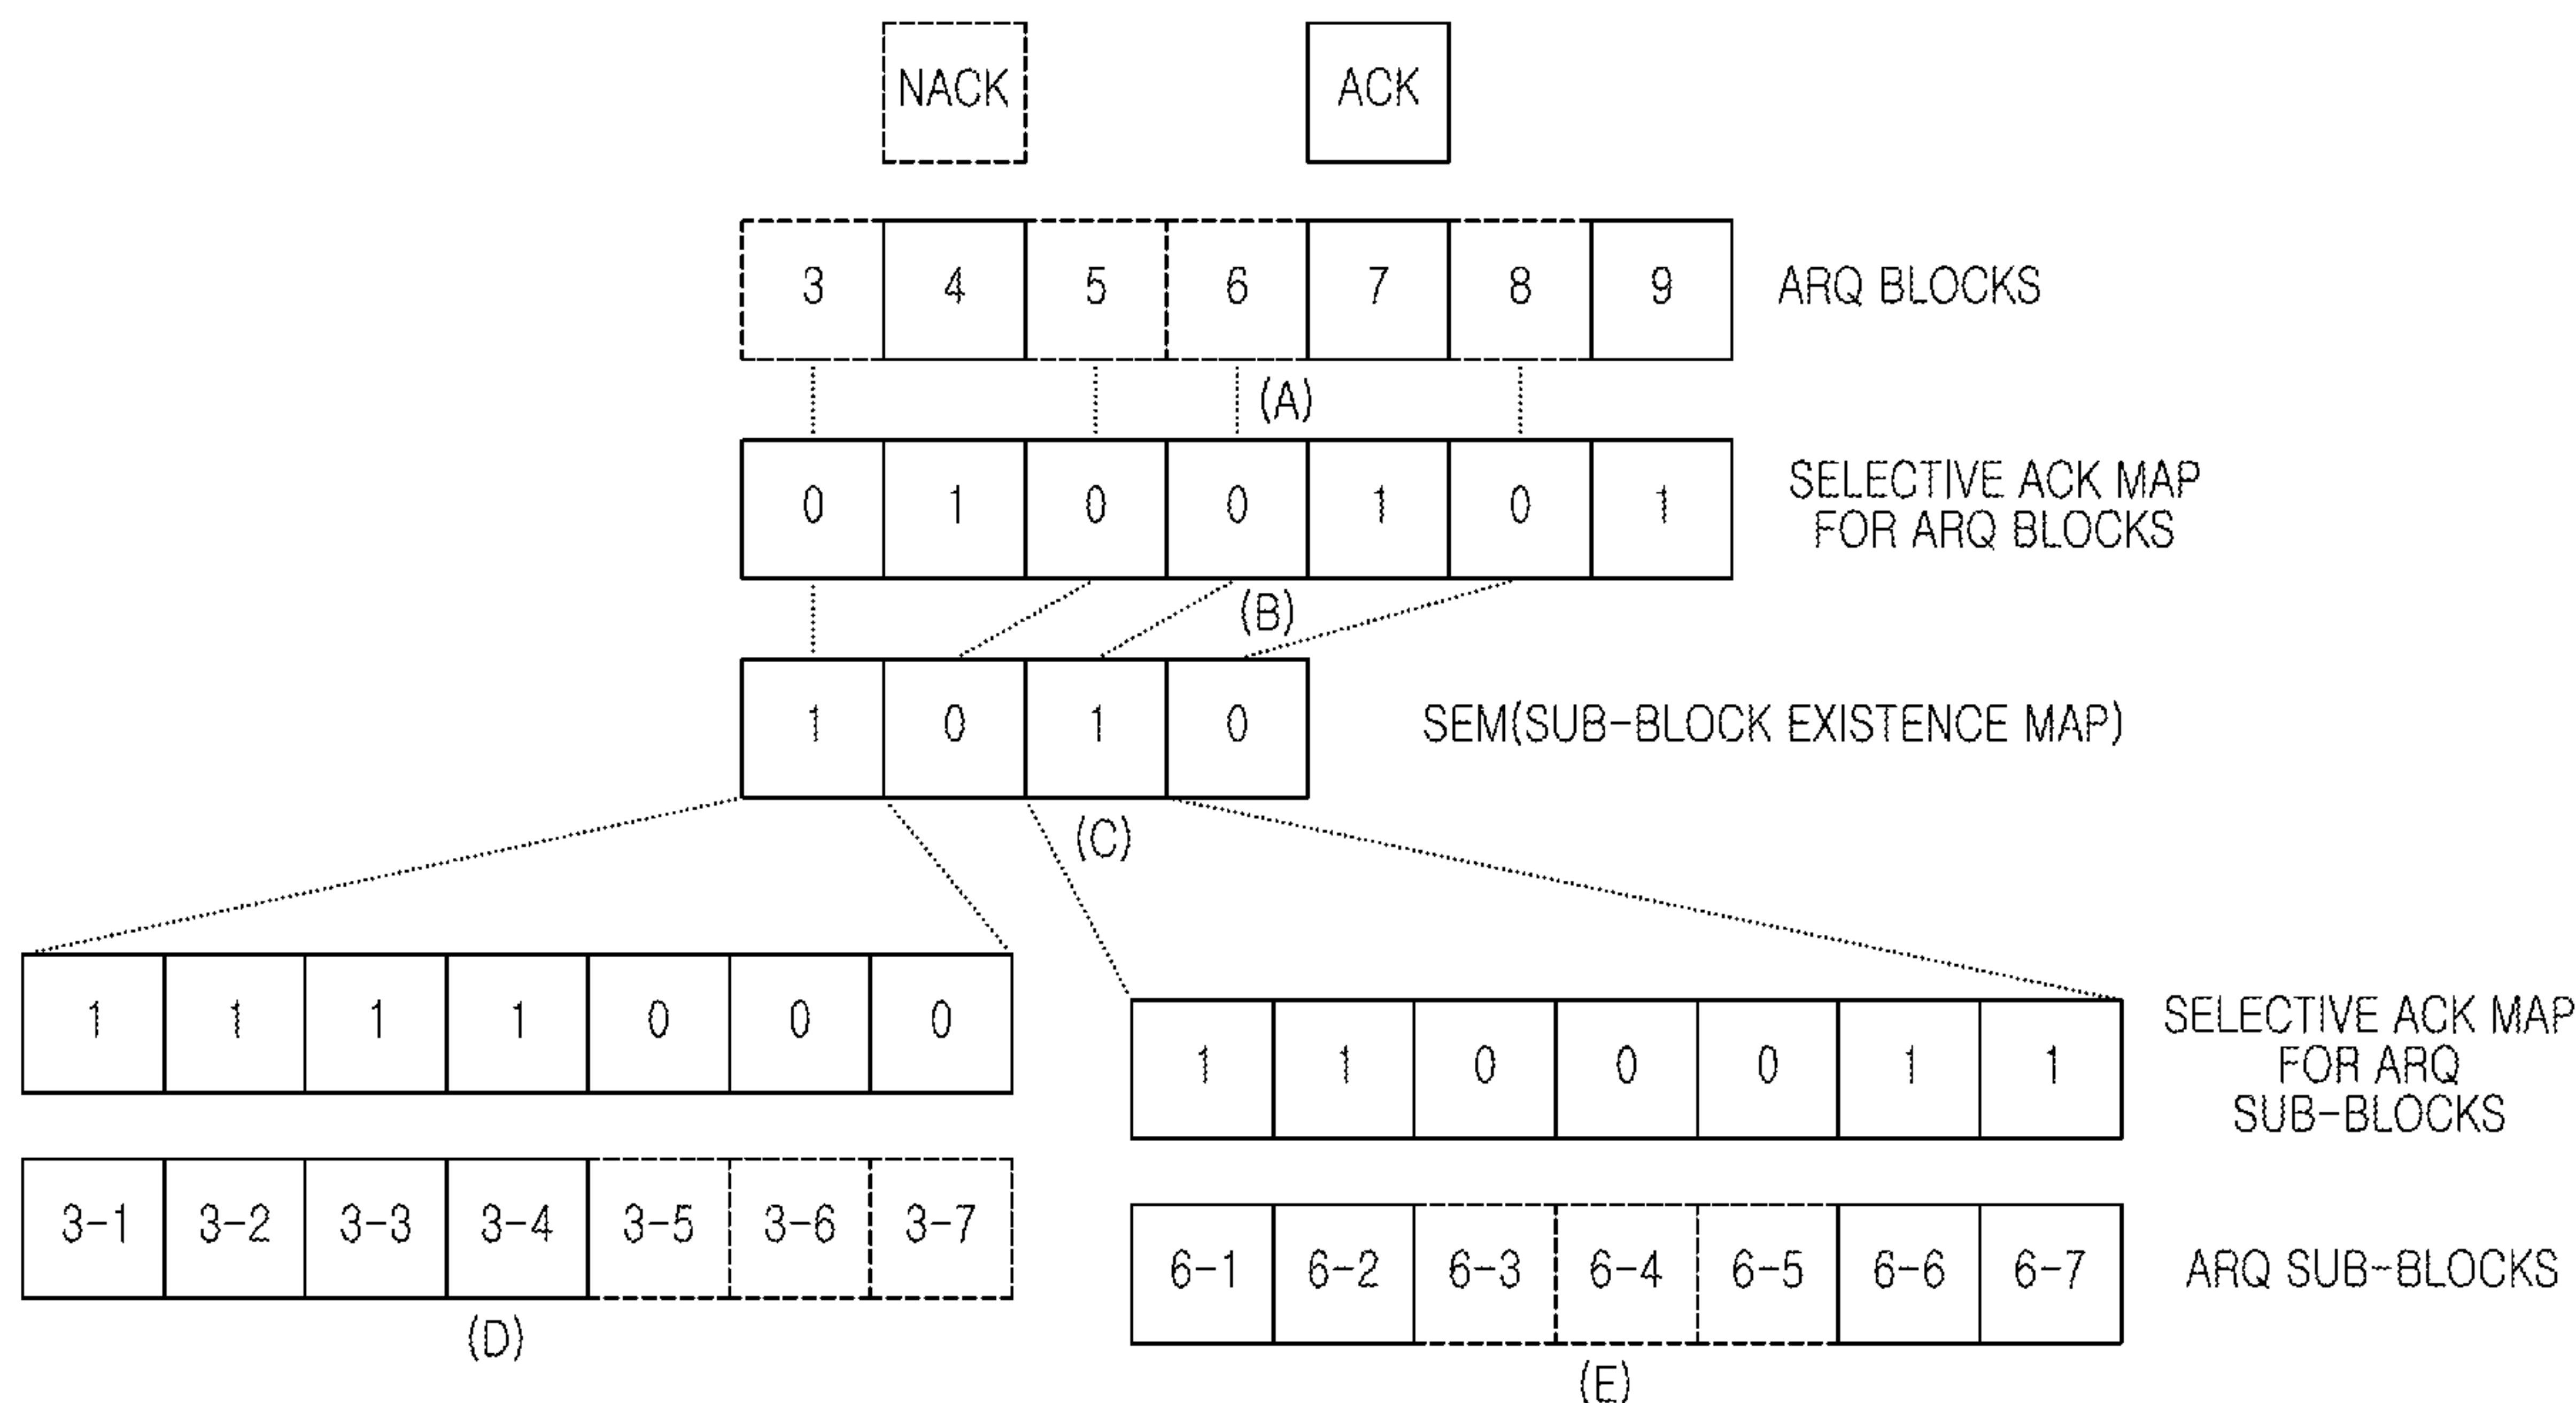 NACK ACK
3 4 5 6 7 8 9 ARQ BLOCKS
(A)
0 1 0 0 1 0 1
SELECTIVE ACK MAP
FOR ARQ BLOCKS
(B)
1 0 1 0 SEM(SUB-BLOCK EXISTENCE MAP)
(C)
1 1 1 1 0 0 0
1 1 0 0 0 1 1
SELECTIVE ACK MAP
FOR ARQ
SUB-BLOCKS
3-1 3-2 3-3 3-4 3-5 3-6 3-7
6-1 6-2 6-3 6-4 6-5 6-6 6-7 ARQ SUB-BLOCKS
(D)
(E)